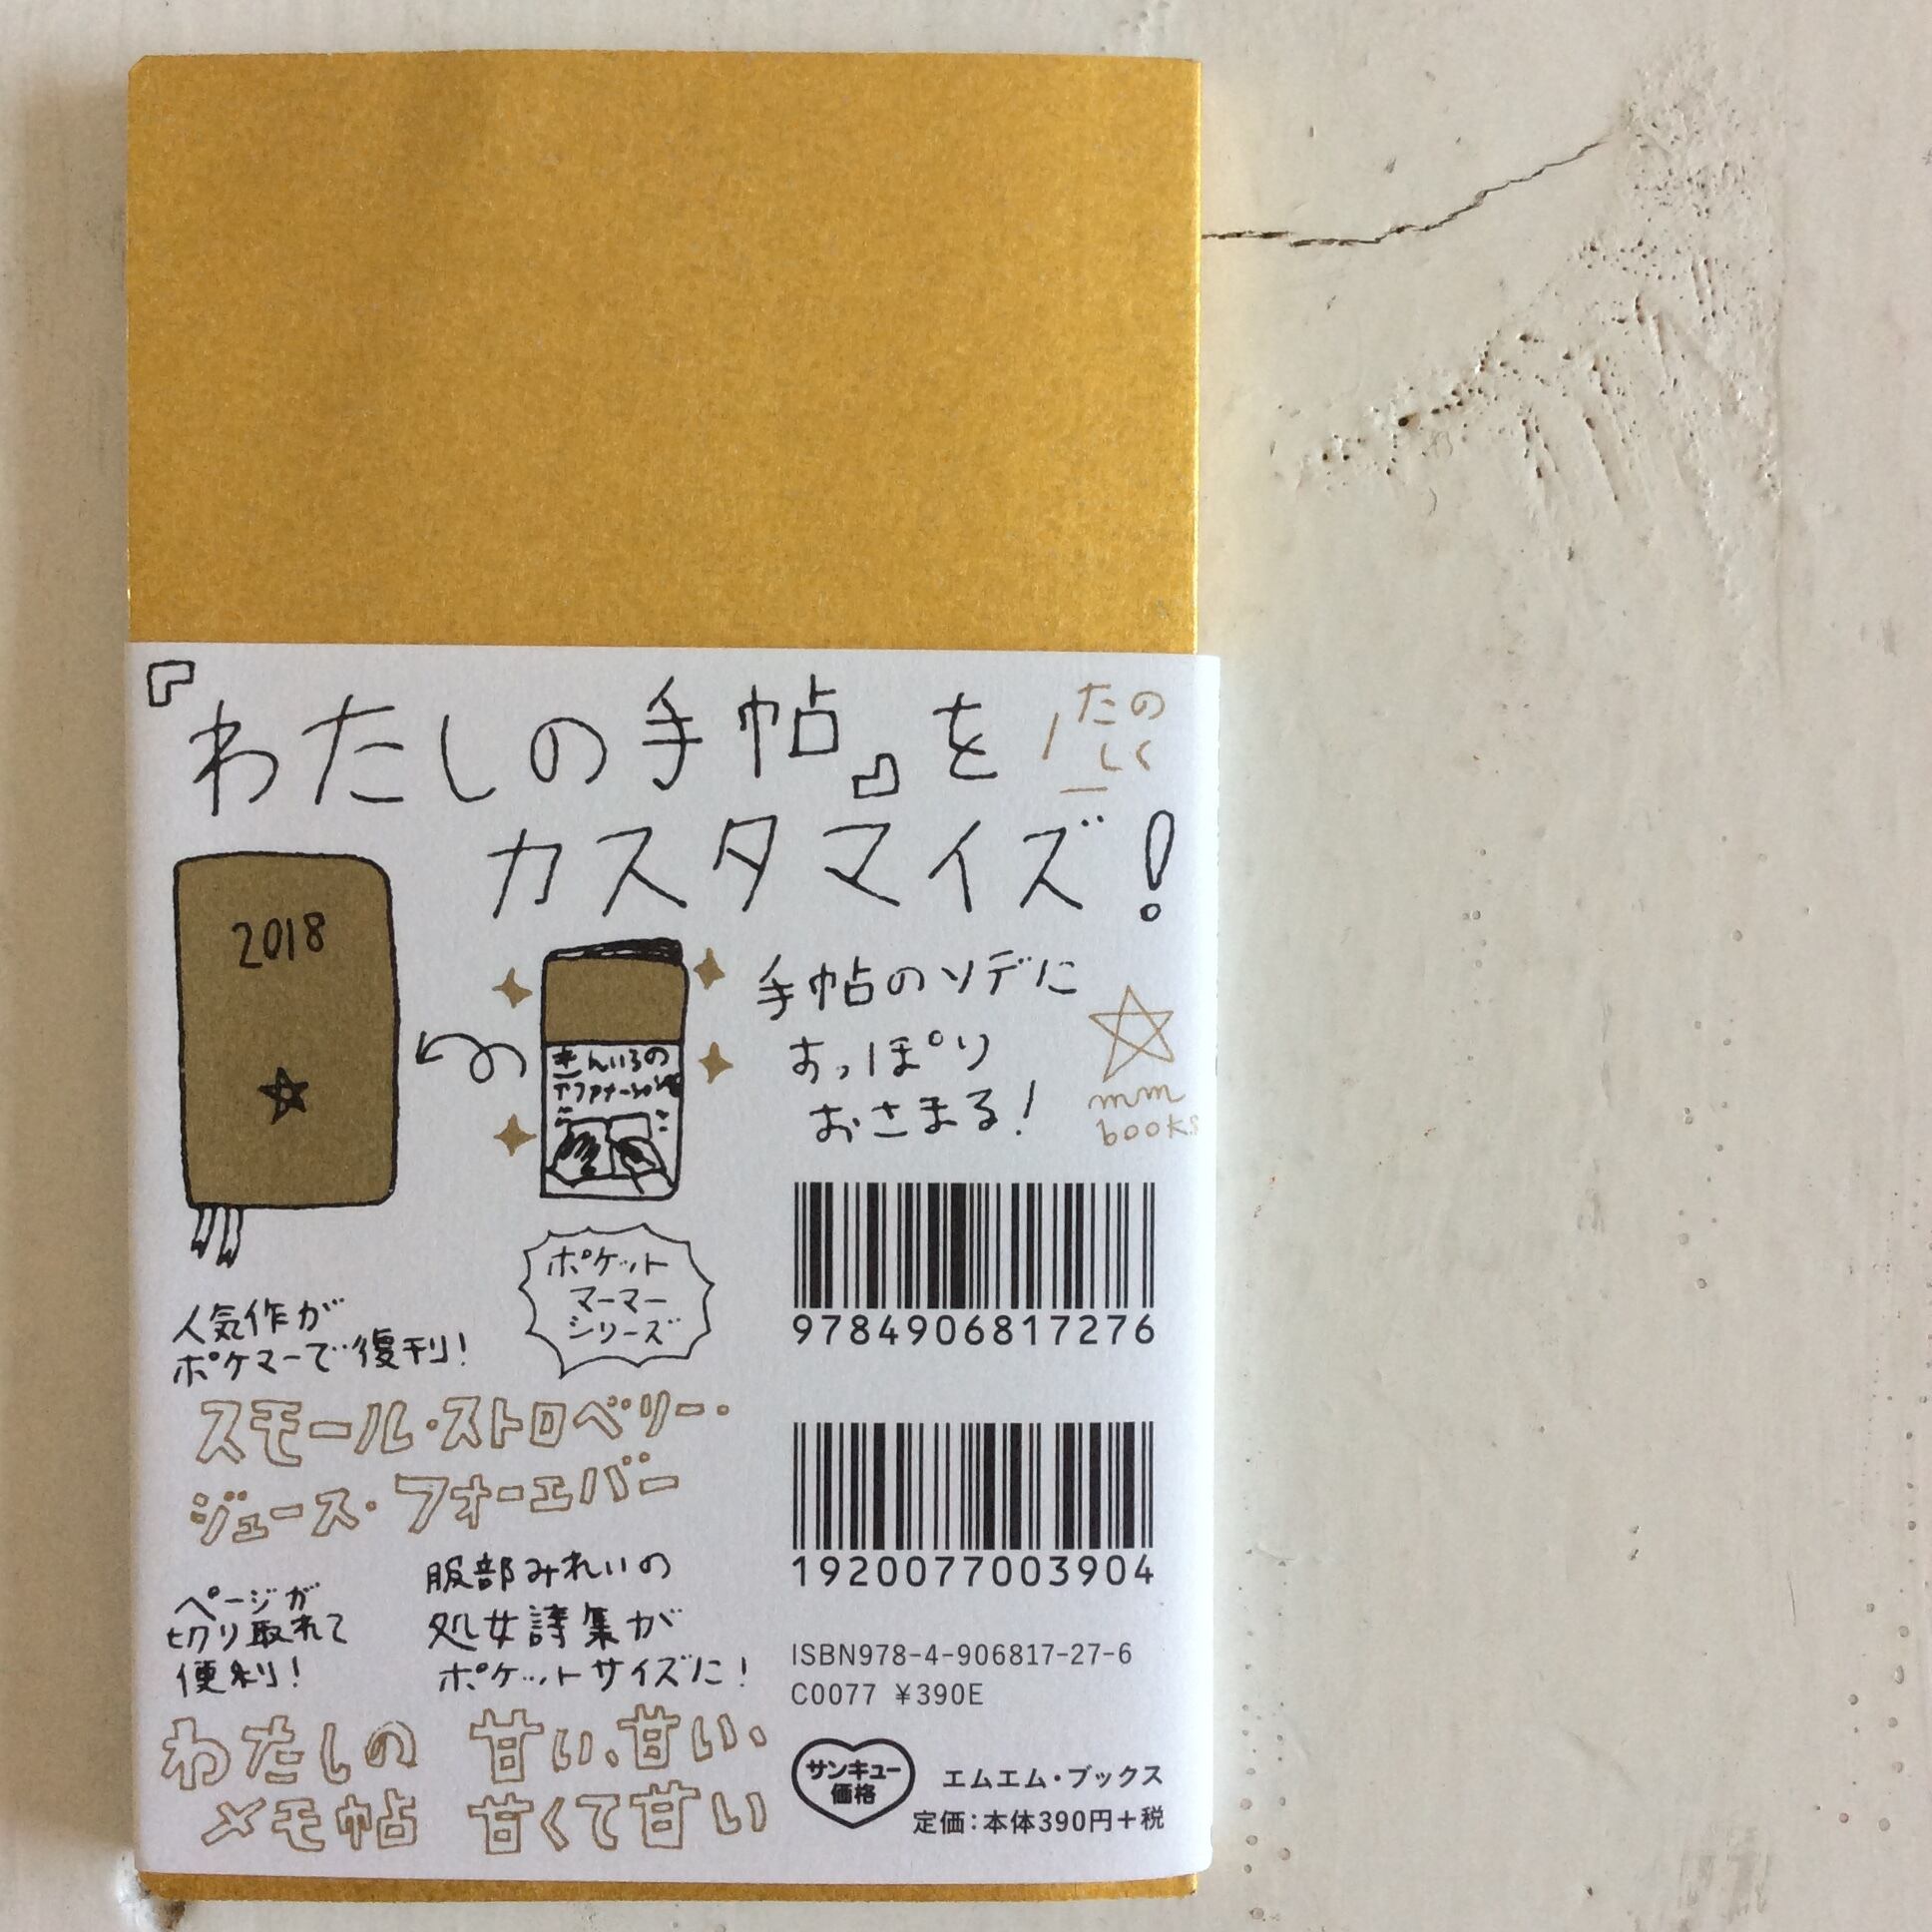 『わたしの手帖』を
たの
しく
カスタマイズ!
2018
きんいろの
アファメーション
手帖のソデに
すっぽり
おさまる!
mm
books
ポケット
マーマー
シリーズ
9784906817276
人気作が
ポケマーで復刊!
スモール・ストロベリー・
ジュース・フォーエバー
1920077003904
ページが
切り取れて
便利!
わたしの
メモ帖
服部みれいの
処女詩集が
ポケットサイズに!
甘い、甘い、
甘くて甘い
ISBN978-4-906817-27-6
C0077 ¥390E
サンキュー
価格
エムエム・ブックス
定価:本体390円+税